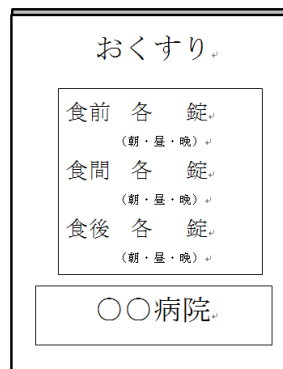 おくすり
食前　各　　錠
（朝・昼・晩）
食間　各　　錠
（朝・昼・晩）
食後　各　　錠
（朝・昼・晩）
〇〇病院